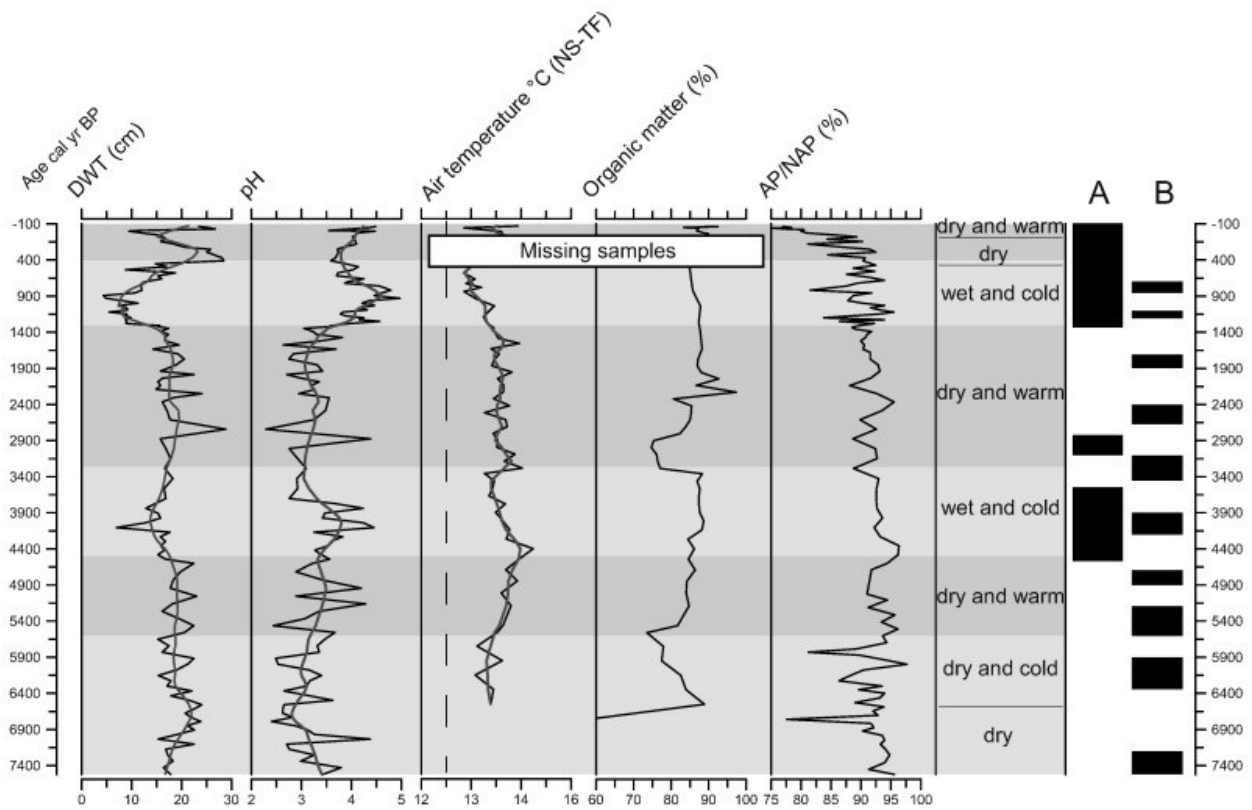 Age cal yr BP
DWT (cm)
pH
Air temperature °C (NS-TF)
Organic matter (%)
AP/NAP (%)
A
B
-100
400
900
1400
1900
2400
2900
3400
3900
4400
4900
5400
5900
6400
6900
7400
Missing samples
dry and warm
dry
wet and cold
dry and warm
wet and cold
dry and warm
dry and cold
dry
-100
400
900
1400
1900
2400
2900
3400
3900
4400
4900
5400
5900
6400
6900
7400
0 10 20 30
2 3 4 5
12 13 14 15 16
60 70 80 90 100
75 80 85 90 95 100